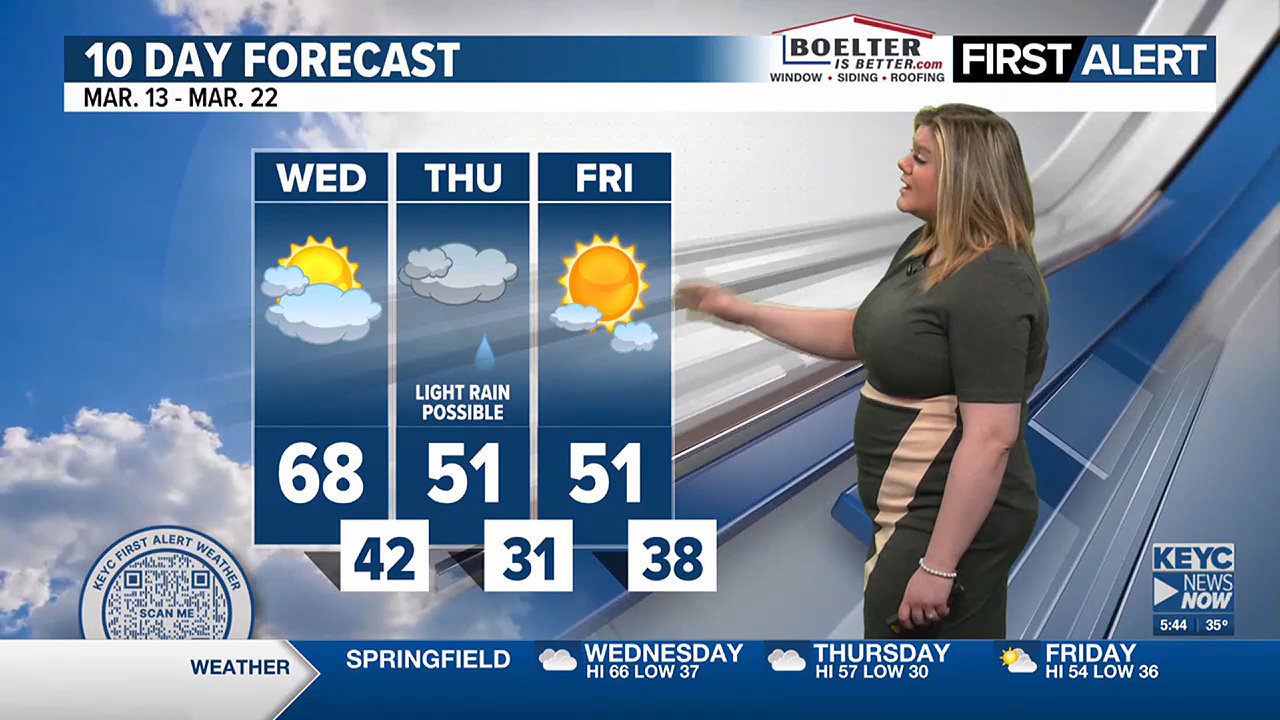 10 DAY FORECAST
MAR. 13 - MAR. 22
BOELTER
IS BETTER.com
WINDOW • SIDING • ROOFING
FIRST ALERT
WED
THU
FRI
LIGHT RAIN
POSSIBLE
68
51
51
42
31
38
KEYC FIRST ALERT WEATHER
SCAN ME
KEYC
NEWS
NOW
5:44
35°
WEATHER
SPRINGFIELD
WEDNESDAY
HI 66 LOW 37
THURSDAY
HI 57 LOW 30
FRIDAY
HI 54 LOW 36